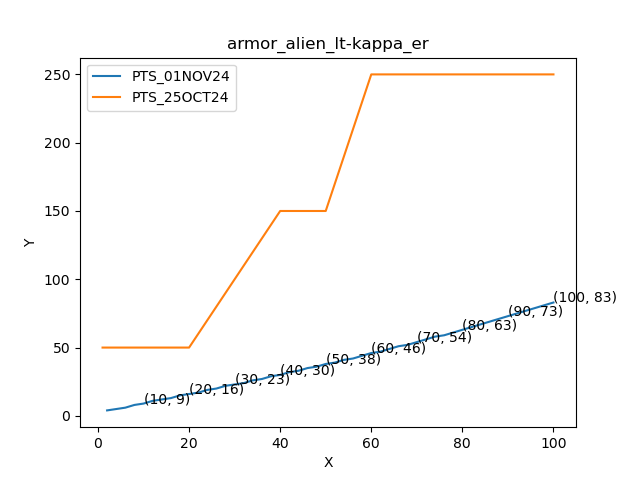 armor_alien_lt-kappa_er
PTS_01NOV24
PTS_25OCT24
250
200
150
100
50
0
Y
(100, 83)
(90, 73)
(80, 63)
(70, 54)
(60, 46)
(50, 38)
(40, 30)
(30, 23)
(20, 16)
(10, 9)
0 20 40 60 80 100
X